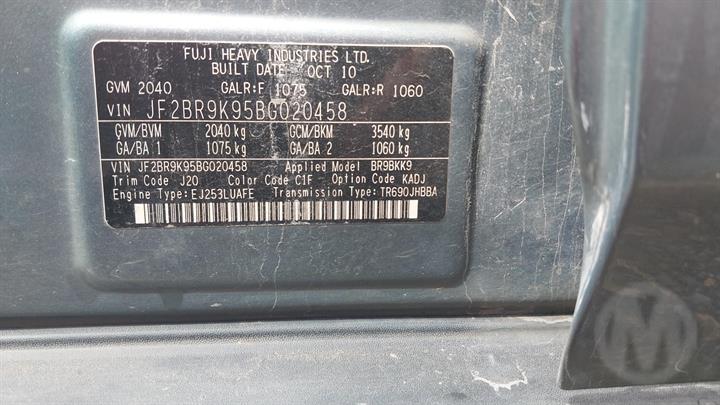 FUJI HEAVY INDUSTRIES LTD.
BUILT DATE- OCT 10
GVM 2040 GALR:F 1075 GALR:R 1060
VIN JF2BR9K95BG020458
GVM/BVM 2040 kg GCM/BKM 3540 kg
GA/BA 1 1075 kg GA/BA 2 1060 kg
VIN JF2BR9K95BG020458 Applied Model BR9BKK9
Trim Code J20 Color Code C1F Option Code KADJ
Engine Type:EJ253LUAFE Transmission Type:TR690JHBBA
M